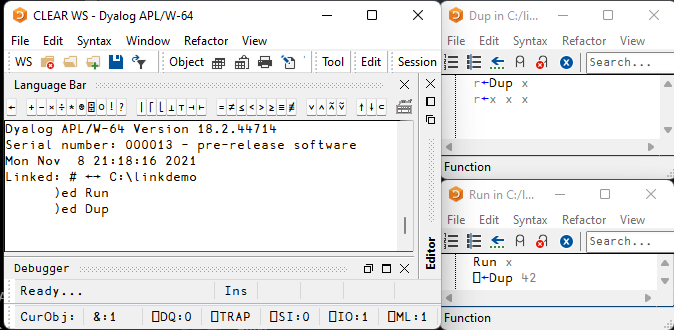 CLEAR WS - Dyalog APL/W-64
File Edit Syntax Window Refactor View
WS Object Tool Edit Session
Language Bar
← + - × ÷ * ⍟ ⌹ ○ ! ? | ⌈ ⌊ ⊥ ⊤ ⊣ ⊢ = ≠ ≤ < > ≥ ≡ ≢ ∨ ∧ ⍲ ⍱ ↑ ↓ ⊂
Dyalog APL/W-64 Version 18.2.44714
Serial number: 000013 - pre-release software
Mon Nov  8 21:18:16 2021
Linked: # ←→ C:\linkdemo
)ed Run
)ed Dup
Editor
Debugger
Ready... Ins
CurObj: &:1 ⎕DQ:0 ⎕TRAP ⎕SI:0 ⎕IO:1 ⎕ML:1
Dup in C:/li...
File Edit Syntax Refactor View
Search...
r←Dup x
r←x x x
Function
Run in C:/l...
File Edit Syntax Refactor View
Search...
Run x
⎕←Dup 42
Function